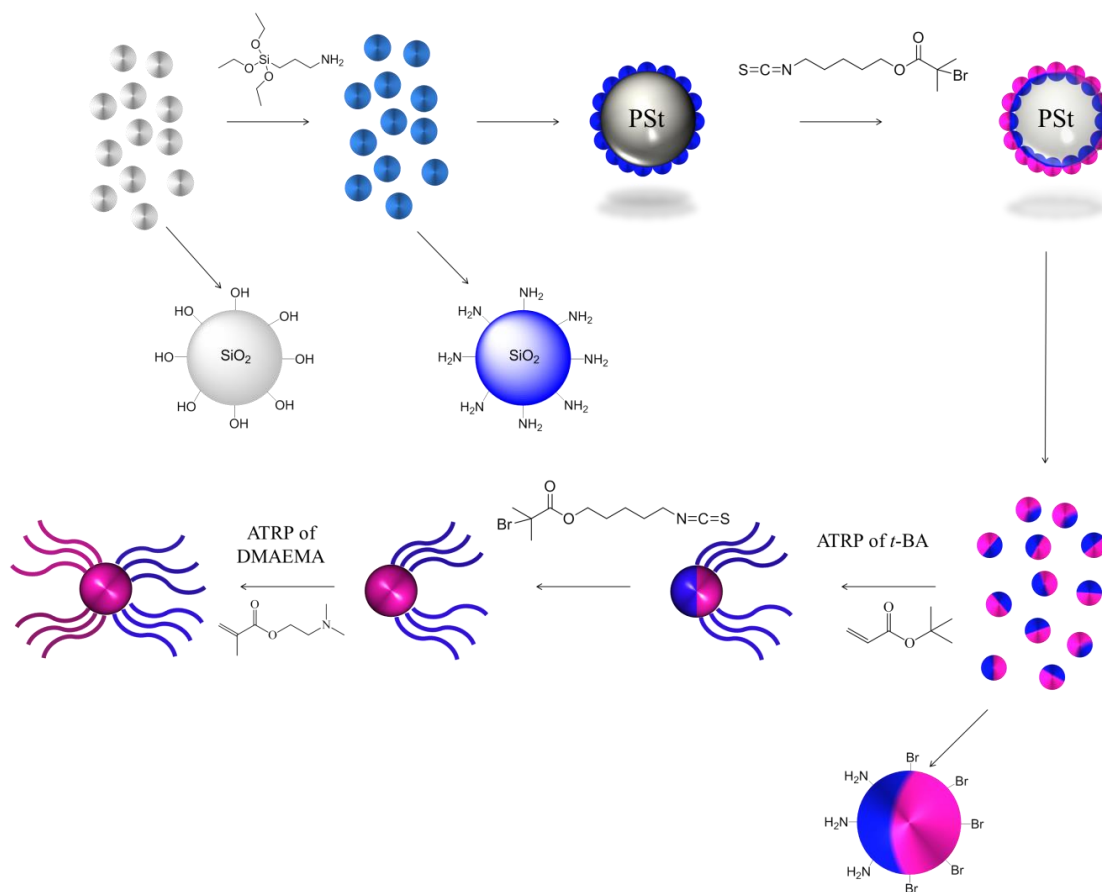 O
O
Si
O
NH2
S=C=N
O
O
Br
PSt
PSt
OH
HO
OH
HO
SiO2
OH
HO
OH
OH
NH2
H2N
NH2
H2N
SiO2
NH2
H2N
NH2
NH2
O
Br
O
N=C=S
ATRP of
DMAEMA
O
O
N
ATRP of t-BA
O
O
Br
H2N
Br
H2N
Br
H2N
Br
Br